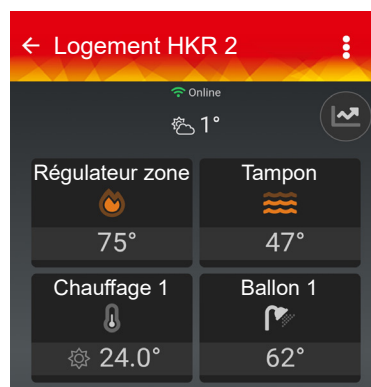 Logement HKR 2
Online
1°
Régulateur zone
Tampon
75°
47°
Chauffage 1
Ballon 1
24.0°
62°